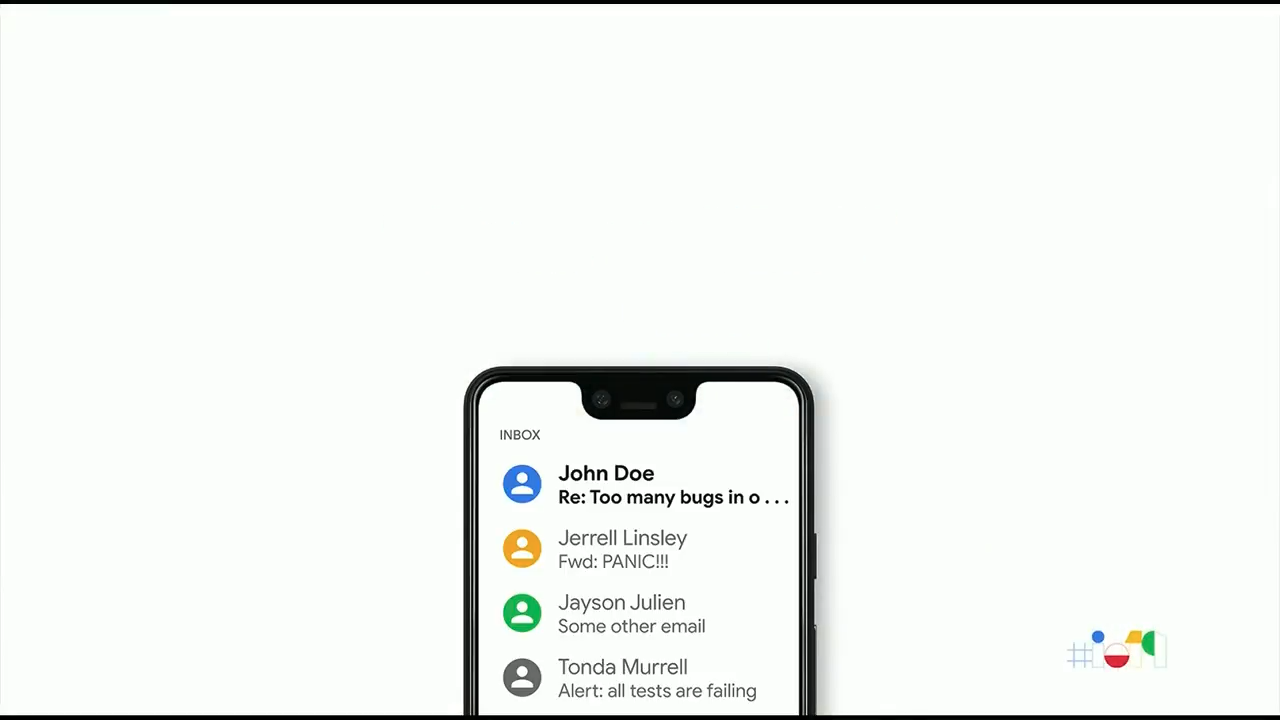 INBOX
John Doe
Re: Too many bugs in o . . .
Jerrell Linsley
Fwd: PANIC!!!
Jayson Julien
Some other email
Tonda Murrell
Alert: all tests are failing
#io19